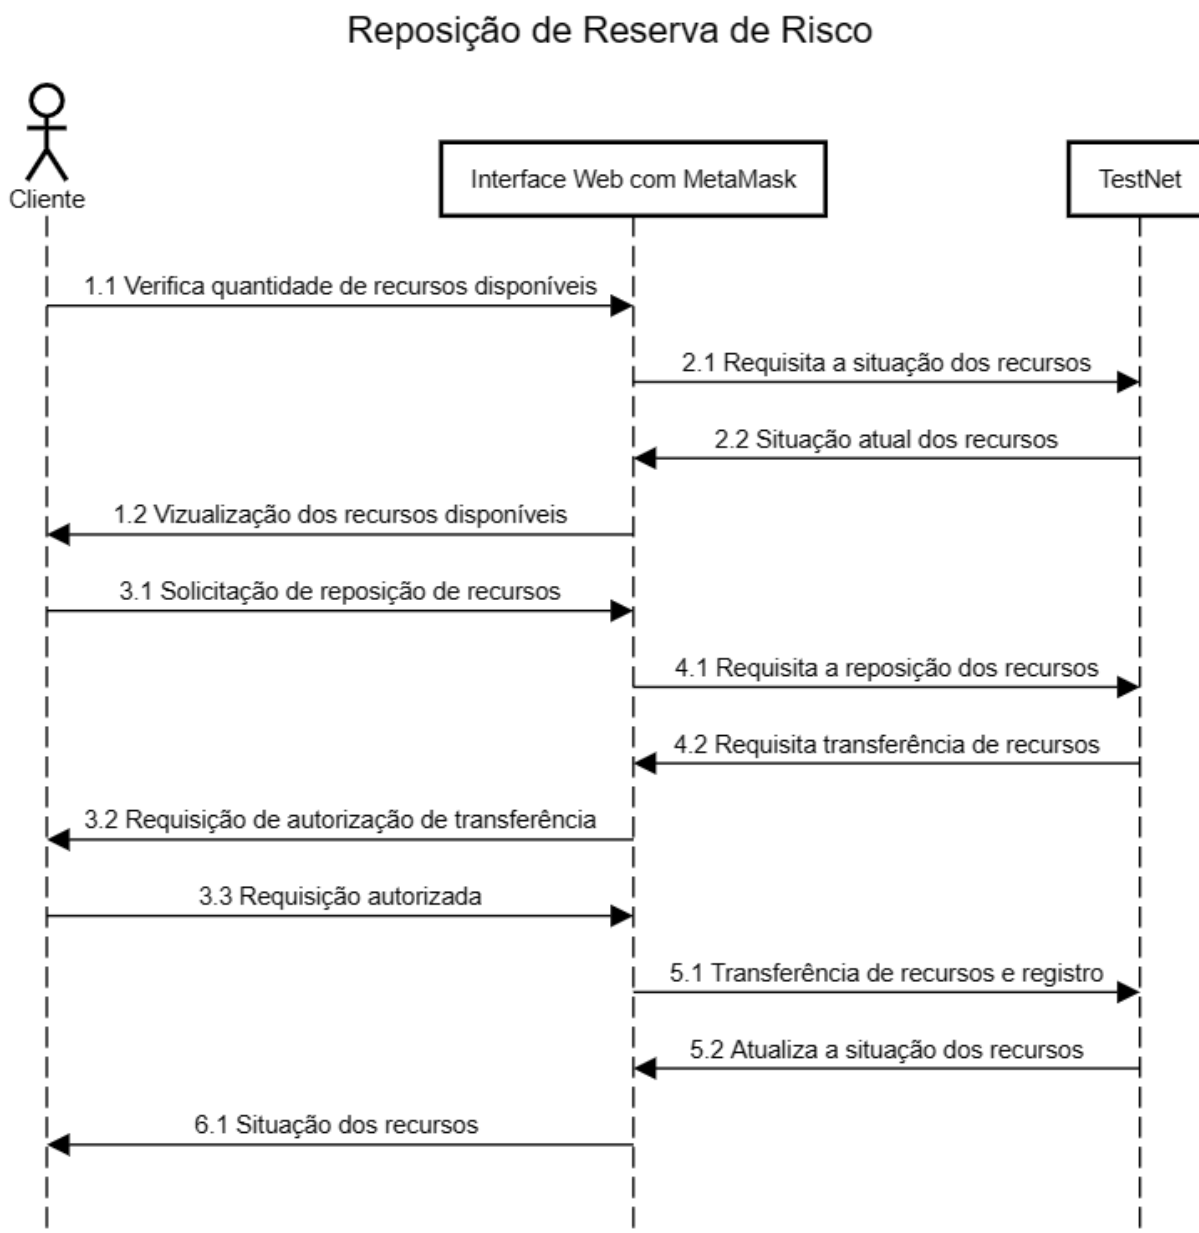 Reposição de Reserva de Risco
Cliente
Interface Web com MetaMask
TestNet
1.1 Verifica quantidade de recursos disponíveis
2.1 Requisita a situação dos recursos
2.2 Situação atual dos recursos
1.2 Vizualização dos recursos disponíveis
3.1 Solicitação de reposição de recursos
4.1 Requisita a reposição dos recursos
4.2 Requisita transferência de recursos
3.2 Requisição de autorização de transferência
3.3 Requisição autorizada
5.1 Transferência de recursos e registro
5.2 Atualiza a situação dos recursos
6.1 Situação dos recursos